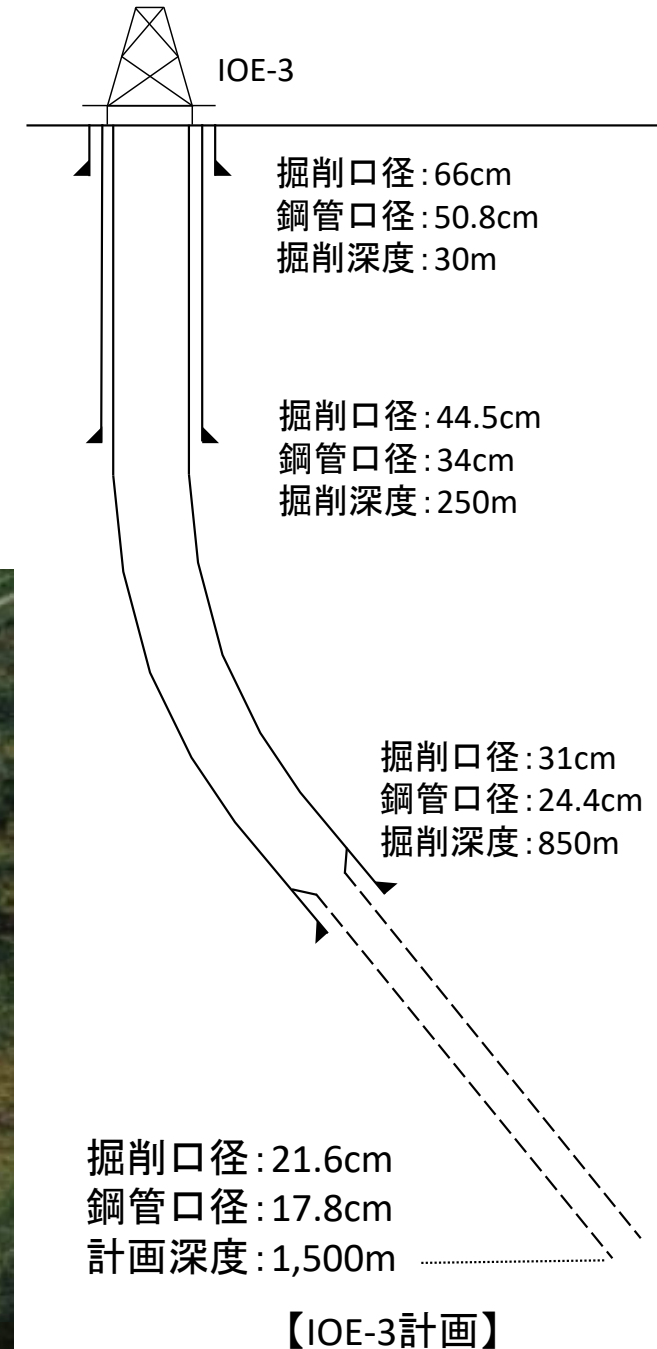 IOE-3
掘削口径:66cm
鋼管口径:50.8cm
掘削深度:30m
掘削口径:44.5cm
鋼管口径:34cm
掘削深度:250m
掘削口径:31cm
鋼管口径:24.4cm
掘削深度:850m
掘削口径:21.6cm
鋼管口径:17.8cm
計画深度:1,500m
【IOE-3計画】